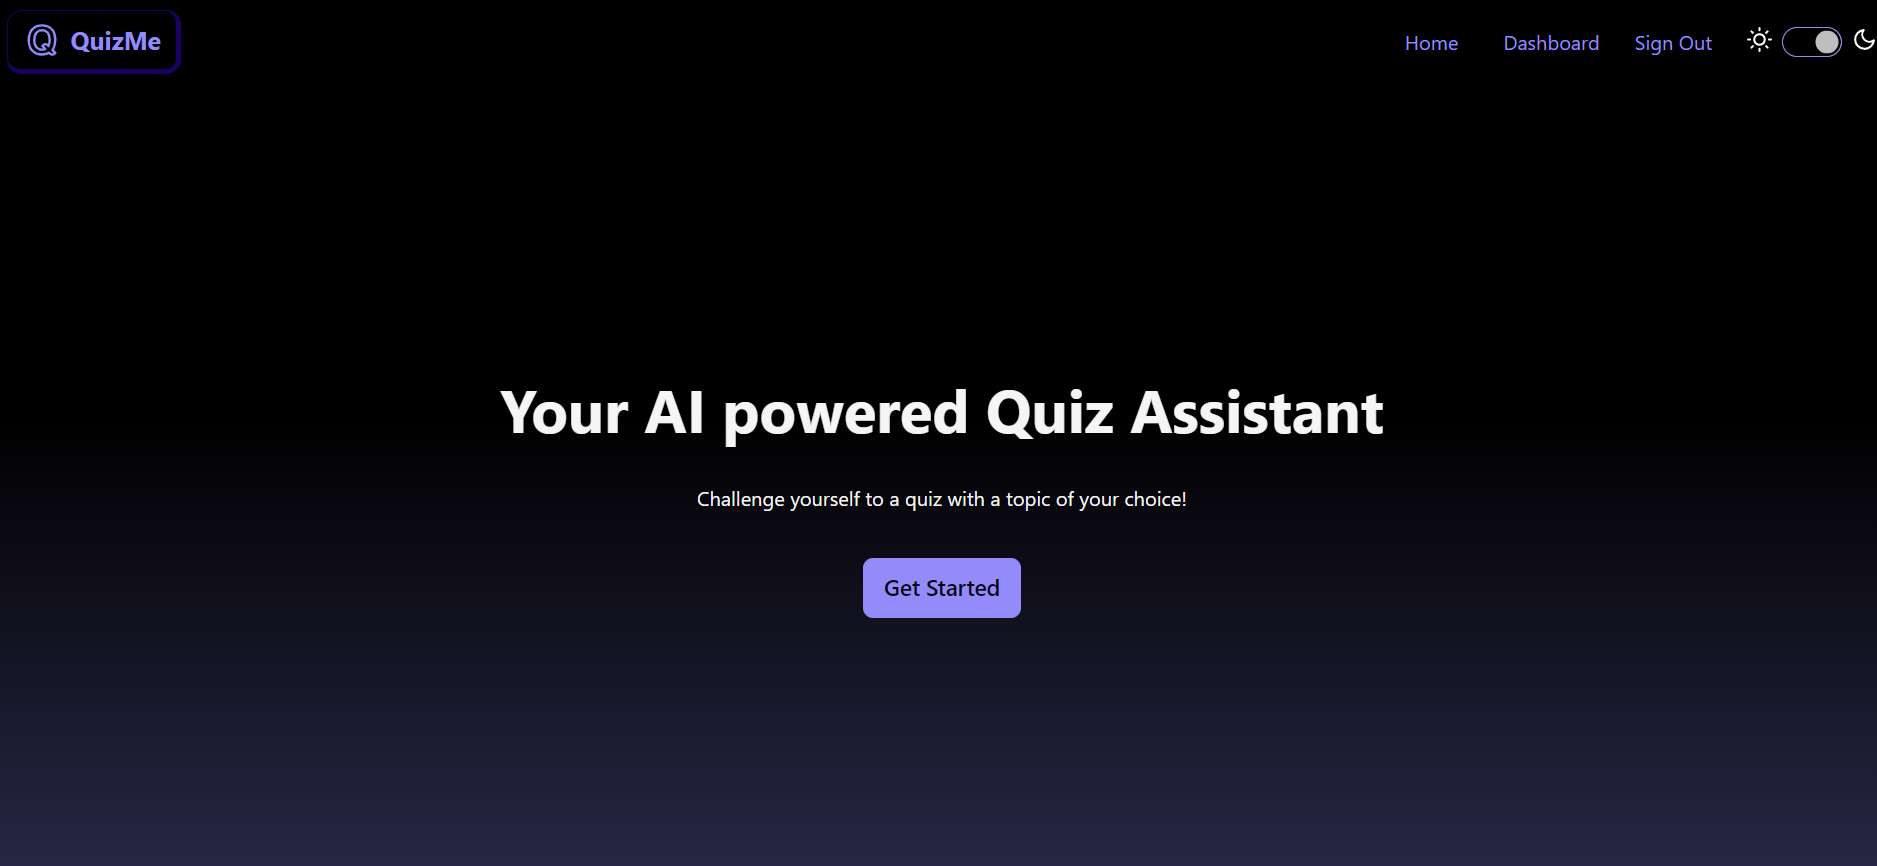 QuizMe
Home Dashboard Sign Out
Your AI powered Quiz Assistant
Challenge yourself to a quiz with a topic of your choice!
Get Started